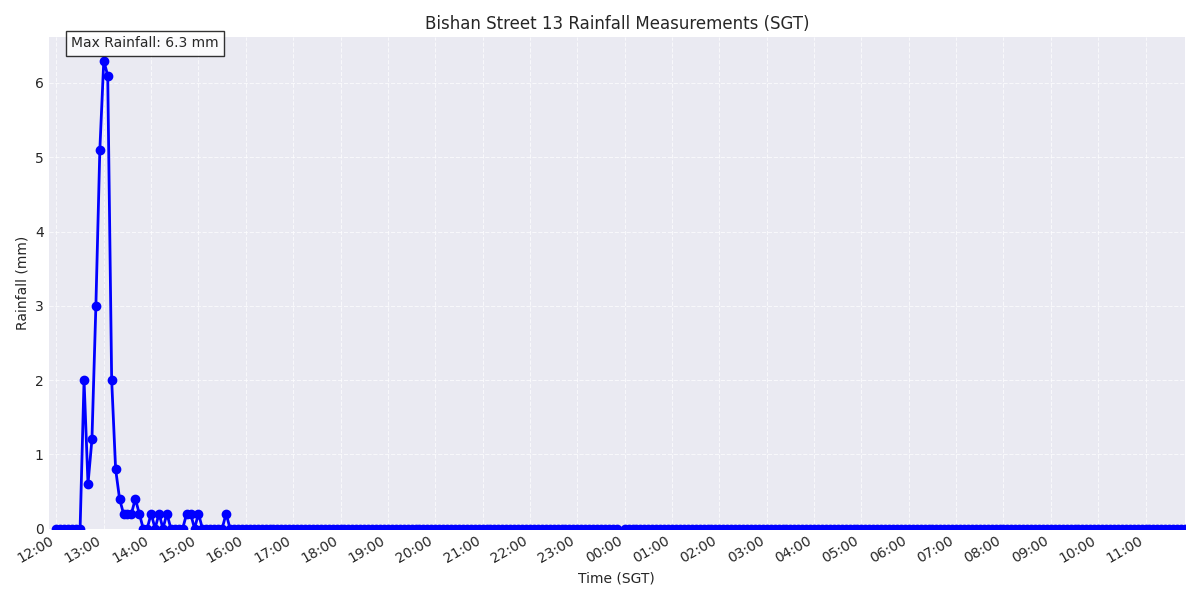 Bishan Street 13 Rainfall Measurements (SGT)
Max Rainfall: 6.3 mm
Rainfall (mm)
6
5
4
3
2
1
0
12:00 13:00 14:00 15:00 16:00 17:00 18:00 19:00 20:00 21:00 22:00 23:00 00:00 01:00 02:00 03:00 04:00 05:00 06:00 07:00 08:00 09:00 10:00 11:00
Time (SGT)